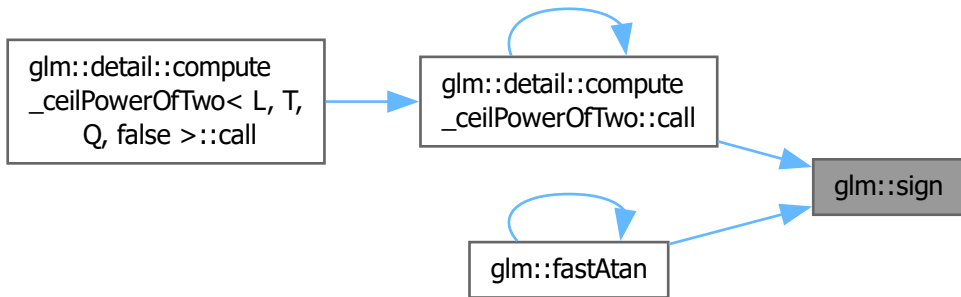 glm::detail::compute
_ceilPowerOfTwo< L, T,
Q, false >::call
glm::detail::compute
_ceilPowerOfTwo::call
glm::sign
glm::fastAtan